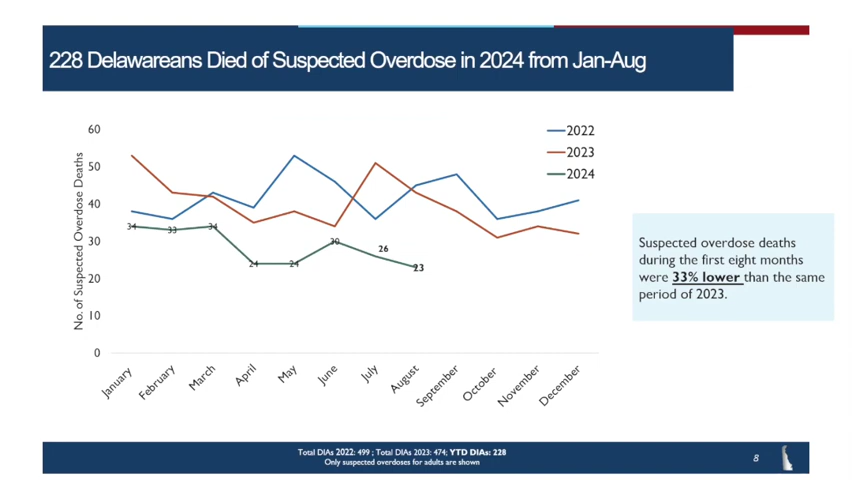 228 Delawareans Died of Suspected Overdose in 2024 from Jan-Aug
No. of Suspected Overdose Deaths
60
50
40
30
20
10
0
2022
2023
2024
34
33
34
24
24
30
26
23
January
February
March
April
May
June
July
August
September
October
November
December
Suspected overdose deaths
during the first eight months
were 33% lower than the same
period of 2023.
Total DIAs 2022: 499 ; Total DIAs 2023: 474; YTD DIAs: 228
Only suspected overdoses for adults are shown
8